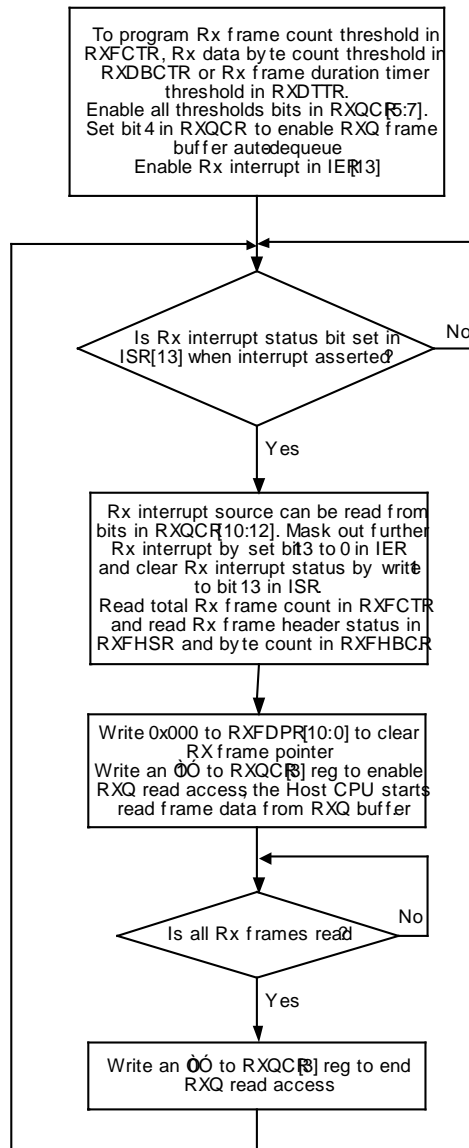 To program Rx frame count threshold in
RXFCTR, Rx data byte count threshold in
RXDBCTR or Rx frame duration timer
threshold in RXDTTR.
Enable all thresholds bits in RXQCR[5:7].
Set bit 4 in RXQCR to enable RXQ frame
buffer auto-dequeue
Enable Rx interrupt in IER[13]
Is Rx interrupt status bit set in
ISR[13] when interrupt asserted?
No
Yes
Rx interrupt source can be read from
bits in RXQCR[10:12]. Mask out further
Rx interrupt by set bit 13 to 0 in IER
and clear Rx interrupt status by write 1
to bit 13 in ISR.
Read total Rx frame count in RXFCTR
and read Rx frame header status in
RXFHSR and byte count in RXFHBCR
Write 0x000 to RXFDPR[10:0] to clear
RX frame pointer
Write an to RXQCR[3] reg to enable
RXQ read access, the Host CPU starts
read frame data from RXQ buffer.
Is all Rx frames read?
No
Yes
Write an ÒÓ to RXQCR[3] reg to end
RXQ read access